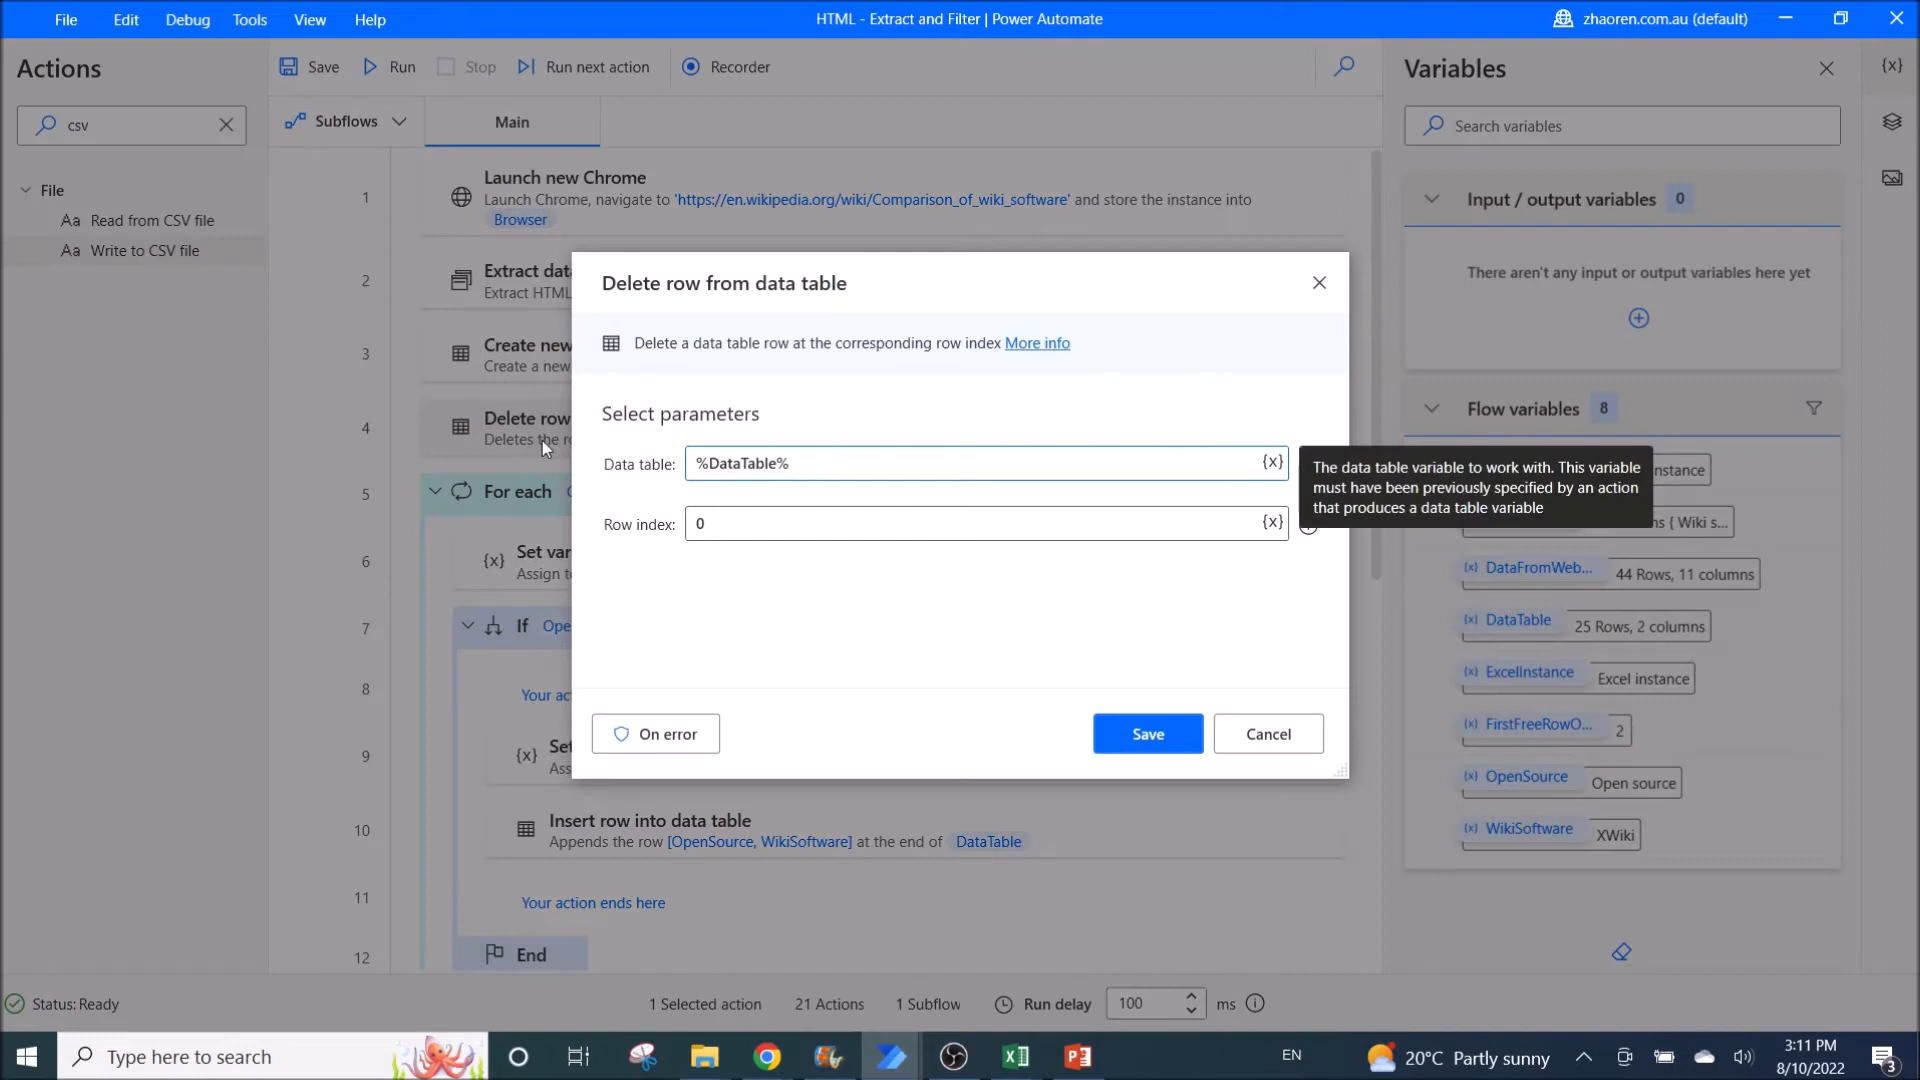 File Edit Debug Tools View Help
HTML - Extract and Filter | Power Automate
zhaoren.com.au (default)
Actions
csv
File
Aa Read from CSV file
Aa Write to CSV file
Save Run Stop Run next action Recorder
Subflows Main
1 Launch new Chrome
Launch Chrome, navigate to 'https://en.wikipedia.org/wiki/Comparison_of_wiki_software' and store the instance into
Browser
2 Extract dat
Extract HTML
3 Create new
Create a new
4 Delete row
Deletes the ro
5 For each
6 {x} Set var
Assign to
7 If Ope
8 Your ac
9 {x} Set
Ass
10 Insert row into data table
Appends the row [OpenSource, WikiSoftware] at the end of DataTable
11 Your action ends here
12 End
Delete row from data table
Delete a data table row at the corresponding row index More info
Select parameters
Data table: %DataTable% {x}
Row index: 0 {x}
The data table variable to work with. This variable
must have been previously specified by an action
that produces a data table variable
On error Save Cancel
Variables {x}
Search variables
Input / output variables 0
There aren't any input or output variables here yet
Flow variables 8
nstance
ns { Wiki s...
(x) DataFromWeb... 44 Rows, 11 columns
(x) DataTable 25 Rows, 2 columns
(x) ExcelInstance Excel instance
(x) FirstFreeRowO... 2
(x) OpenSource Open source
(x) WikiSoftware XWiki
Status: Ready 1 Selected action 21 Actions 1 Subflow Run delay 100 ms
Type here to search
EN
20°C Partly sunny
3:11 PM
8/10/2022
3